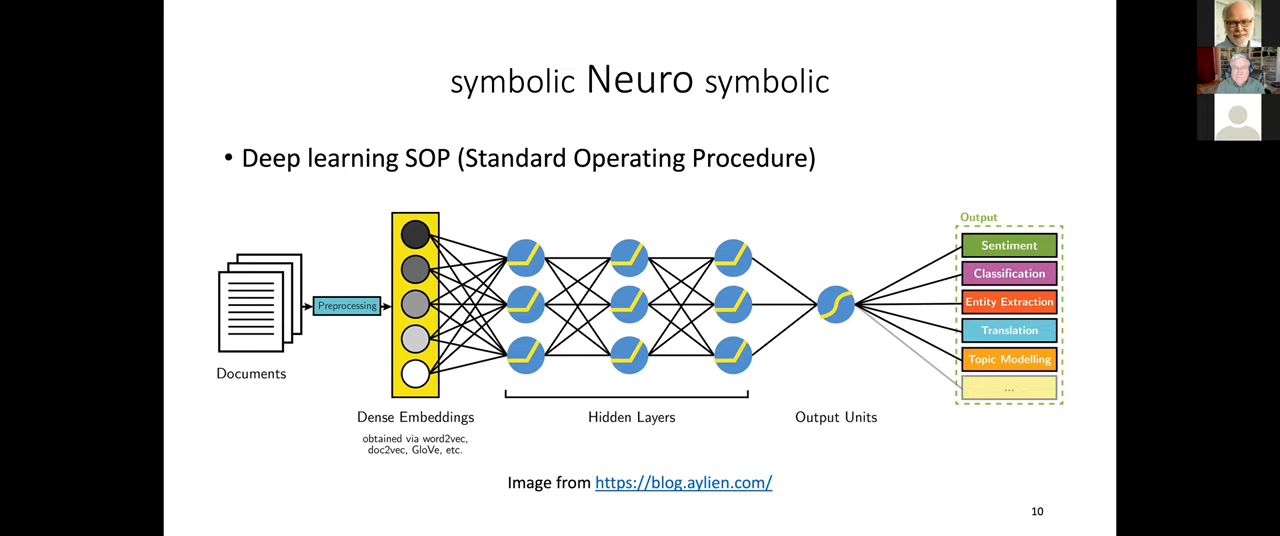 symbolic Neuro symbolic
• Deep learning SOP (Standard Operating Procedure)
Documents
Preprocessing
Dense Embeddings
obtained via word2vec,
doc2vec, GloVe, etc.
Hidden Layers
Output Units
Output
Sentiment
Classification
Entity Extraction
Translation
Topic Modelling
...
Image from https://blog.aylien.com/
10